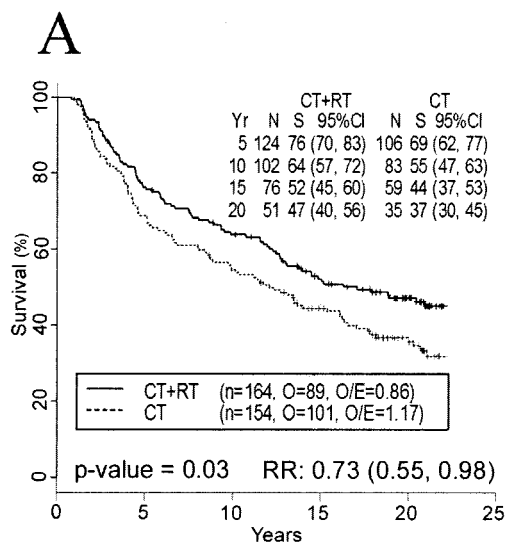 A
CT+RT CT
Yr N S 95%CI N S 95%CI
5 124 76 (70, 83) 106 69 (62, 77)
10 102 64 (57, 72) 83 55 (47, 63)
15 76 52 (45, 60) 59 44 (37, 53)
20 51 47 (40, 56) 35 37 (30, 45)
100
80
60
40
20
0
Survival (%)
CT+RT (n=164, O=89, O/E=0.86)
CT (n=154, O=101, O/E=1.17)
p-value = 0.03 RR: 0.73 (0.55, 0.98)
0 5 10 15 20 25
Years